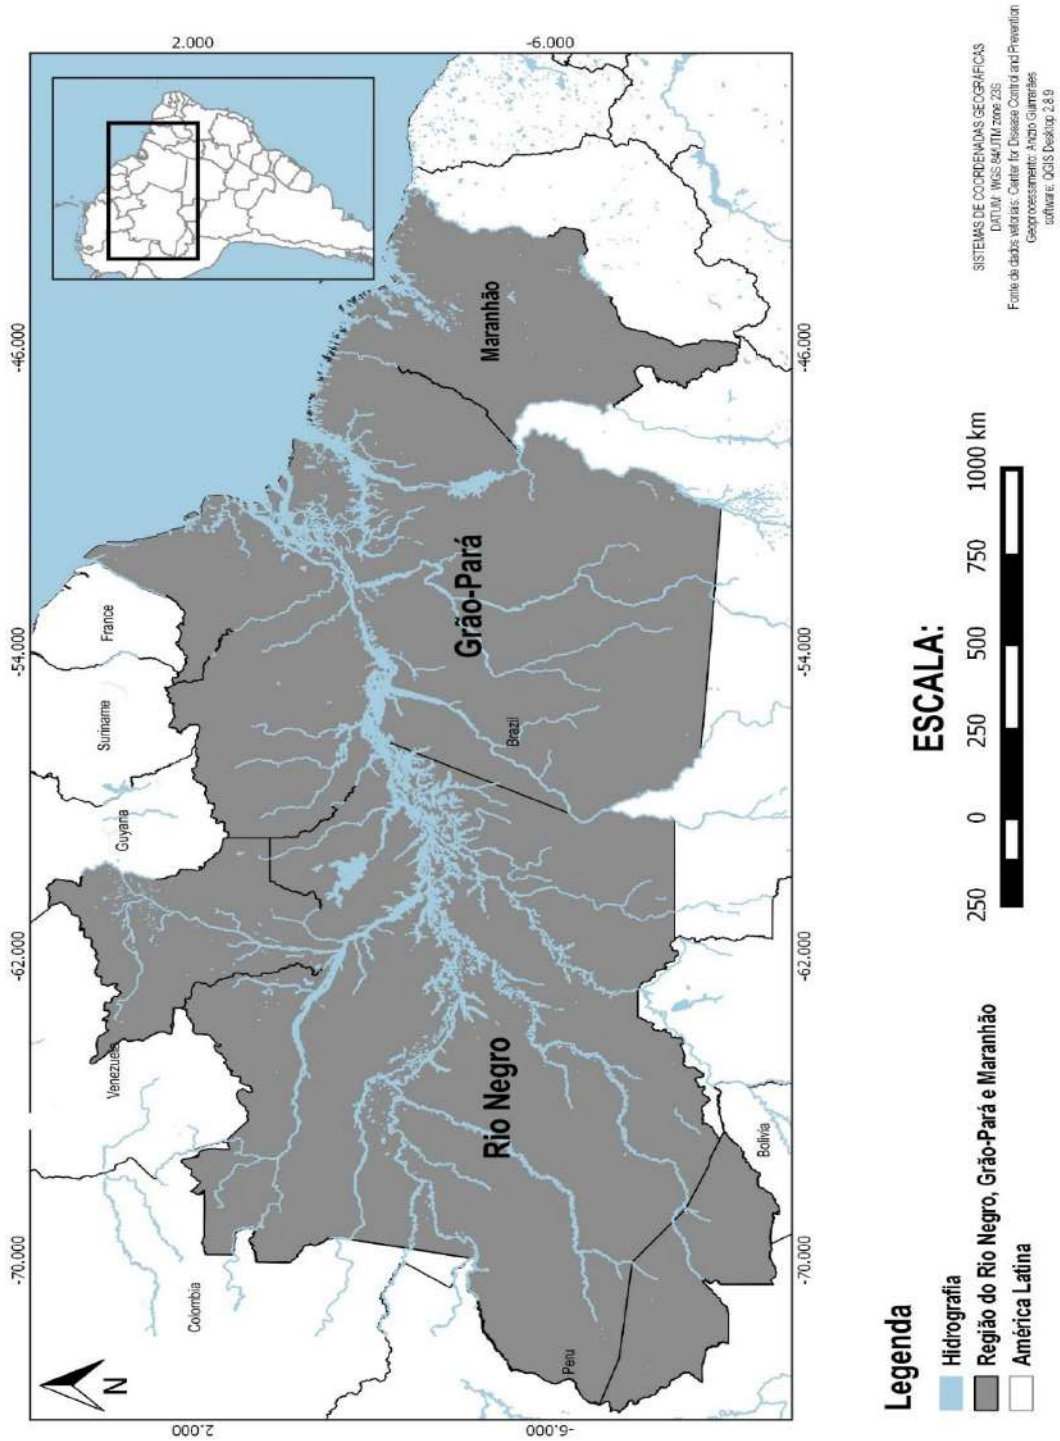 -70.000
-62.000
-54.000
-46.000
2.000
2.000
-6.000
-6.000
N
Colombia
Venezuela
Guyana
Suriname
France
Rio Negro
Grão-Pará
Maranhão
Brazil
Peru
Bolívia
-70.000
-62.000
-54.000
-46.000
Legenda
Hidrografia
Região do Rio Negro, Grão-Pará e Maranhão
América Latina
ESCALA:
250 0 250 500 750 1000 km
SISTEMAS DE COORDENADAS GEOGRÁFICAS
DATUM: WGS 84/UTM zone 23S
Fonte de dados vetoriais: Center for Disease Control and Prevention
Geoprocessamento: Anizio Guimarães
software: QGIS Desktop 2.8.9